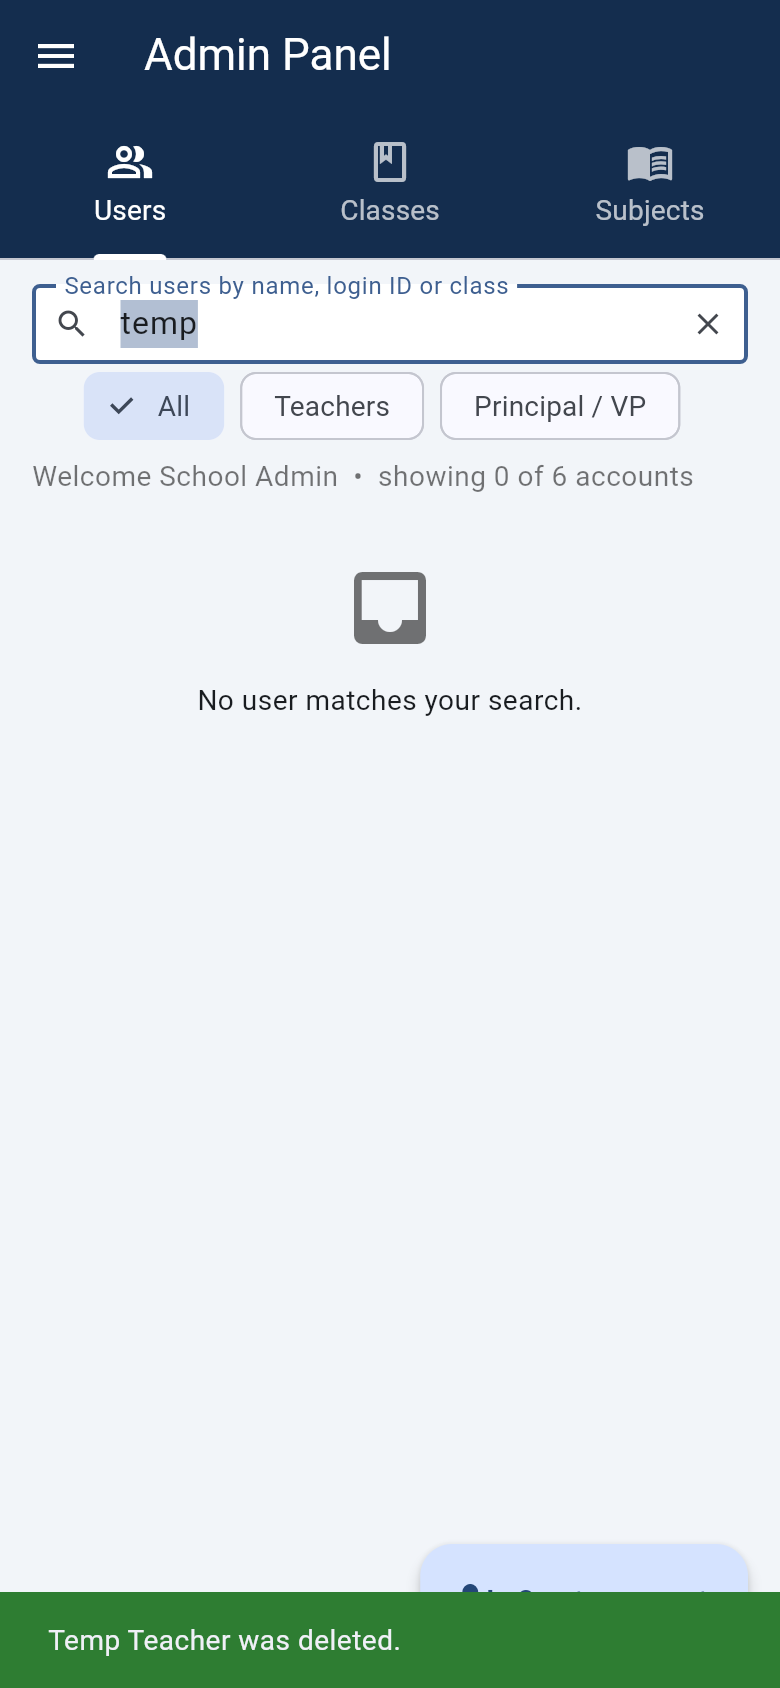 Admin Panel
Users
Classes
Subjects
Search users by name, login ID or class
temp
All
Teachers
Principal / VP
Welcome School Admin • showing 0 of 6 accounts
No user matches your search.
Temp Teacher was deleted.